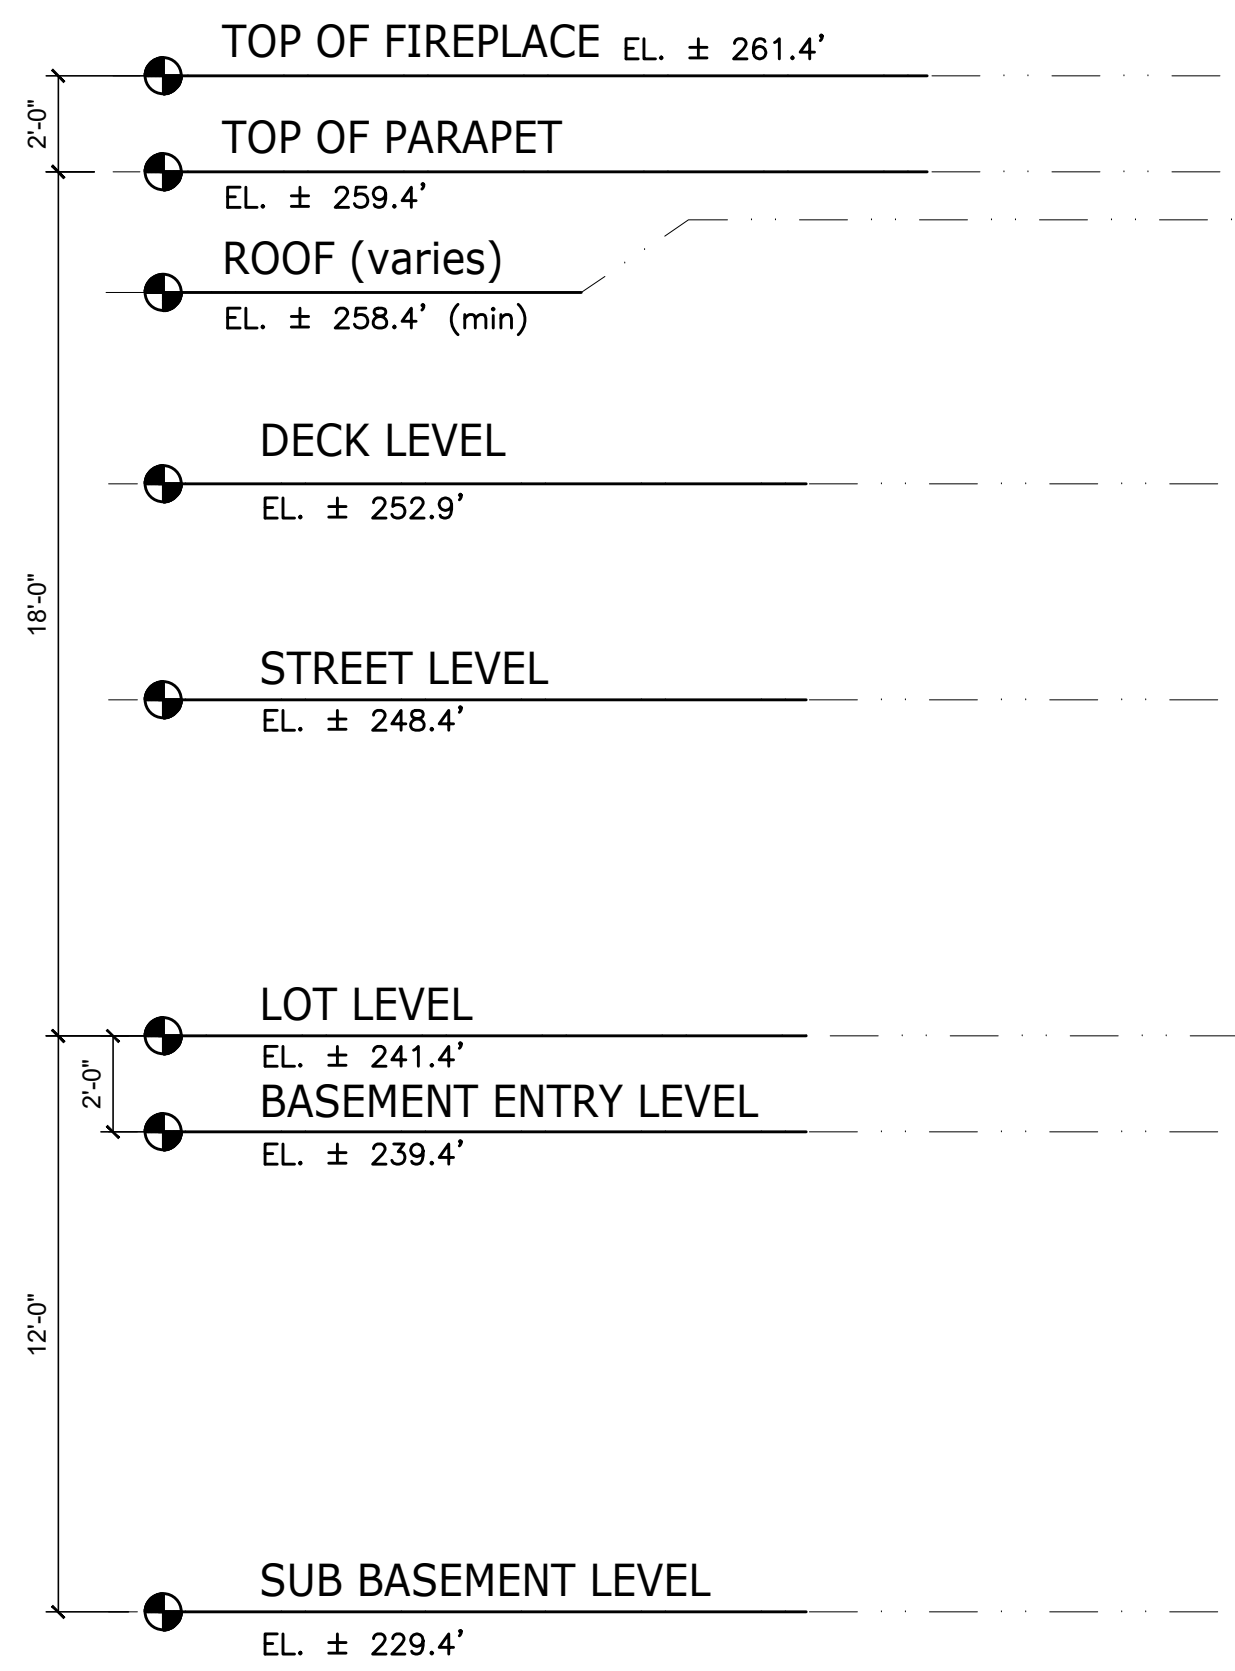 TOP OF FIREPLACE EL. ± 261.4'
2'-0"
TOP OF PARAPET
EL. ± 259.4'
ROOF (varies)
EL. ± 258.4' (min)
DECK LEVEL
EL. ± 252.9'
18'-0"
STREET LEVEL
EL. ± 248.4'
LOT LEVEL
EL. ± 241.4'
2'-0"
BASEMENT ENTRY LEVEL
EL. ± 239.4'
12'-0"
SUB BASEMENT LEVEL
EL. ± 229.4'